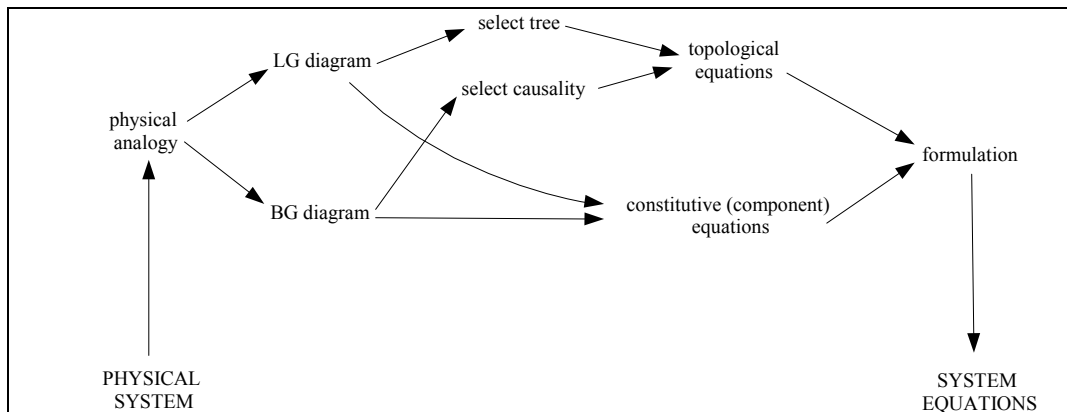 select tree
LG diagram
topological
equations
select causality
physical
analogy
formulation
BG diagram
constitutive (component)
equations
PHYSICAL
SYSTEM
SYSTEM
EQUATIONS